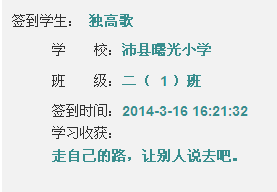 签到学生： 独高歌
学　　校：沛县曙光小学
班　　级：二（ 1 ）班
签到时间：2014-3-16 16:21:32
学习收获：
走自己的路，让别人说去吧。